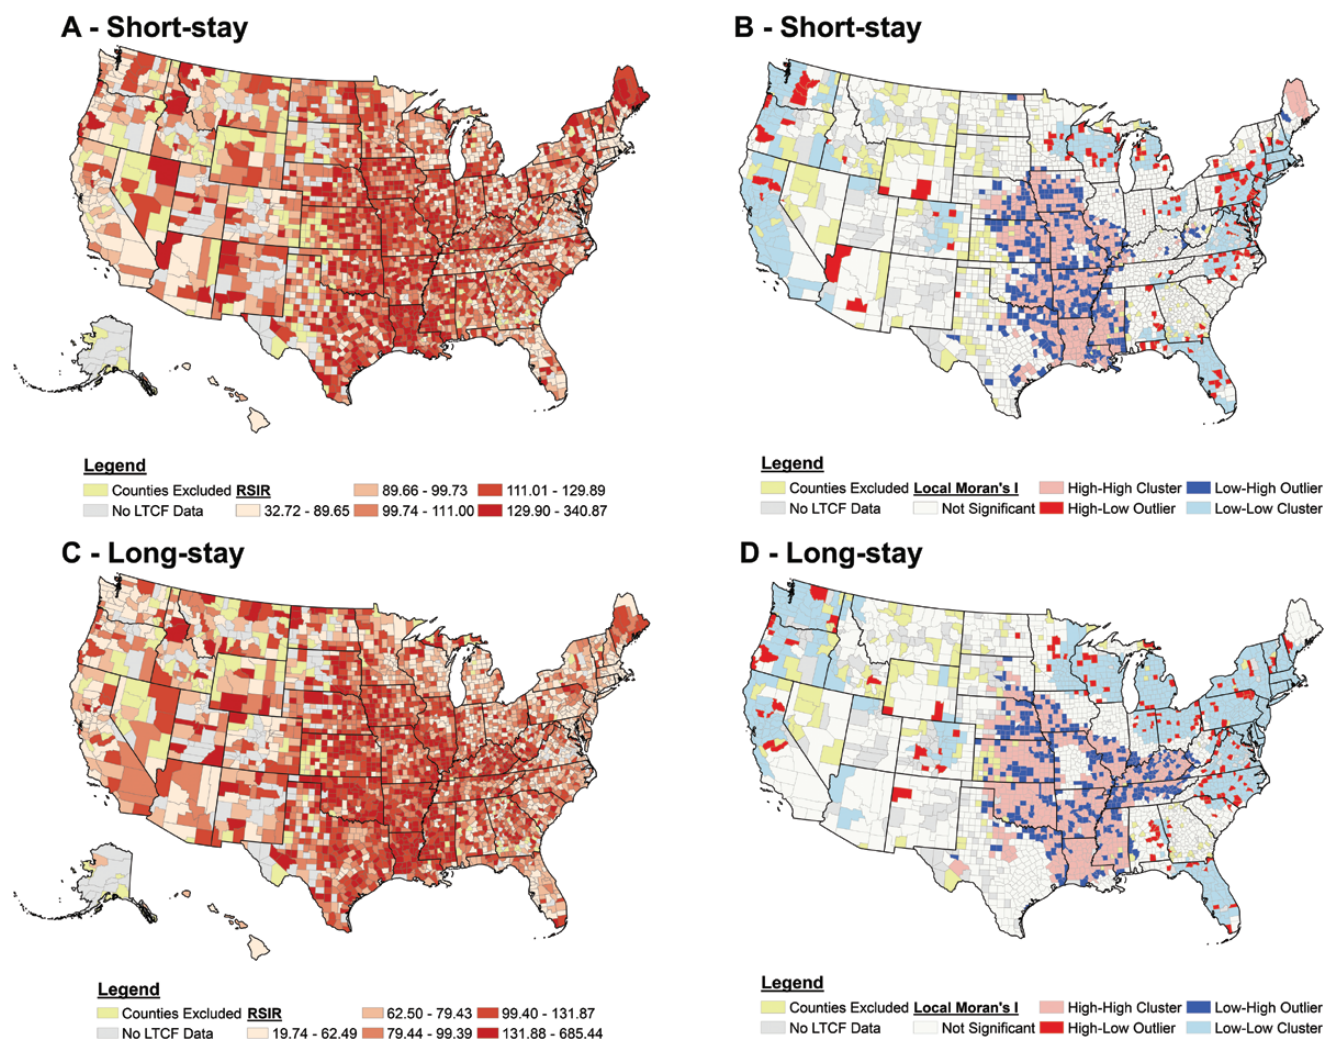 A - Short-stay
B - Short-stay
Legend
Counties Excluded RSIR 89.66 - 99.73 111.01 - 129.89
No LTCF Data 32.72 - 89.65 99.74 - 111.00 129.90 - 340.87
Legend
Counties Excluded Local Moran's I High-High Cluster Low-High Outlier
No LTCF Data Not Significant High-Low Outlier Low-Low Cluster
C - Long-stay
D - Long-stay
Legend
Counties Excluded RSIR 62.50 - 79.43 99.40 - 131.87
No LTCF Data 19.74 - 62.49 79.44 - 99.39 131.88 - 685.44
Legend
Counties Excluded Local Moran's I High-High Cluster Low-High Outlier
No LTCF Data Not Significant High-Low Outlier Low-Low Cluster